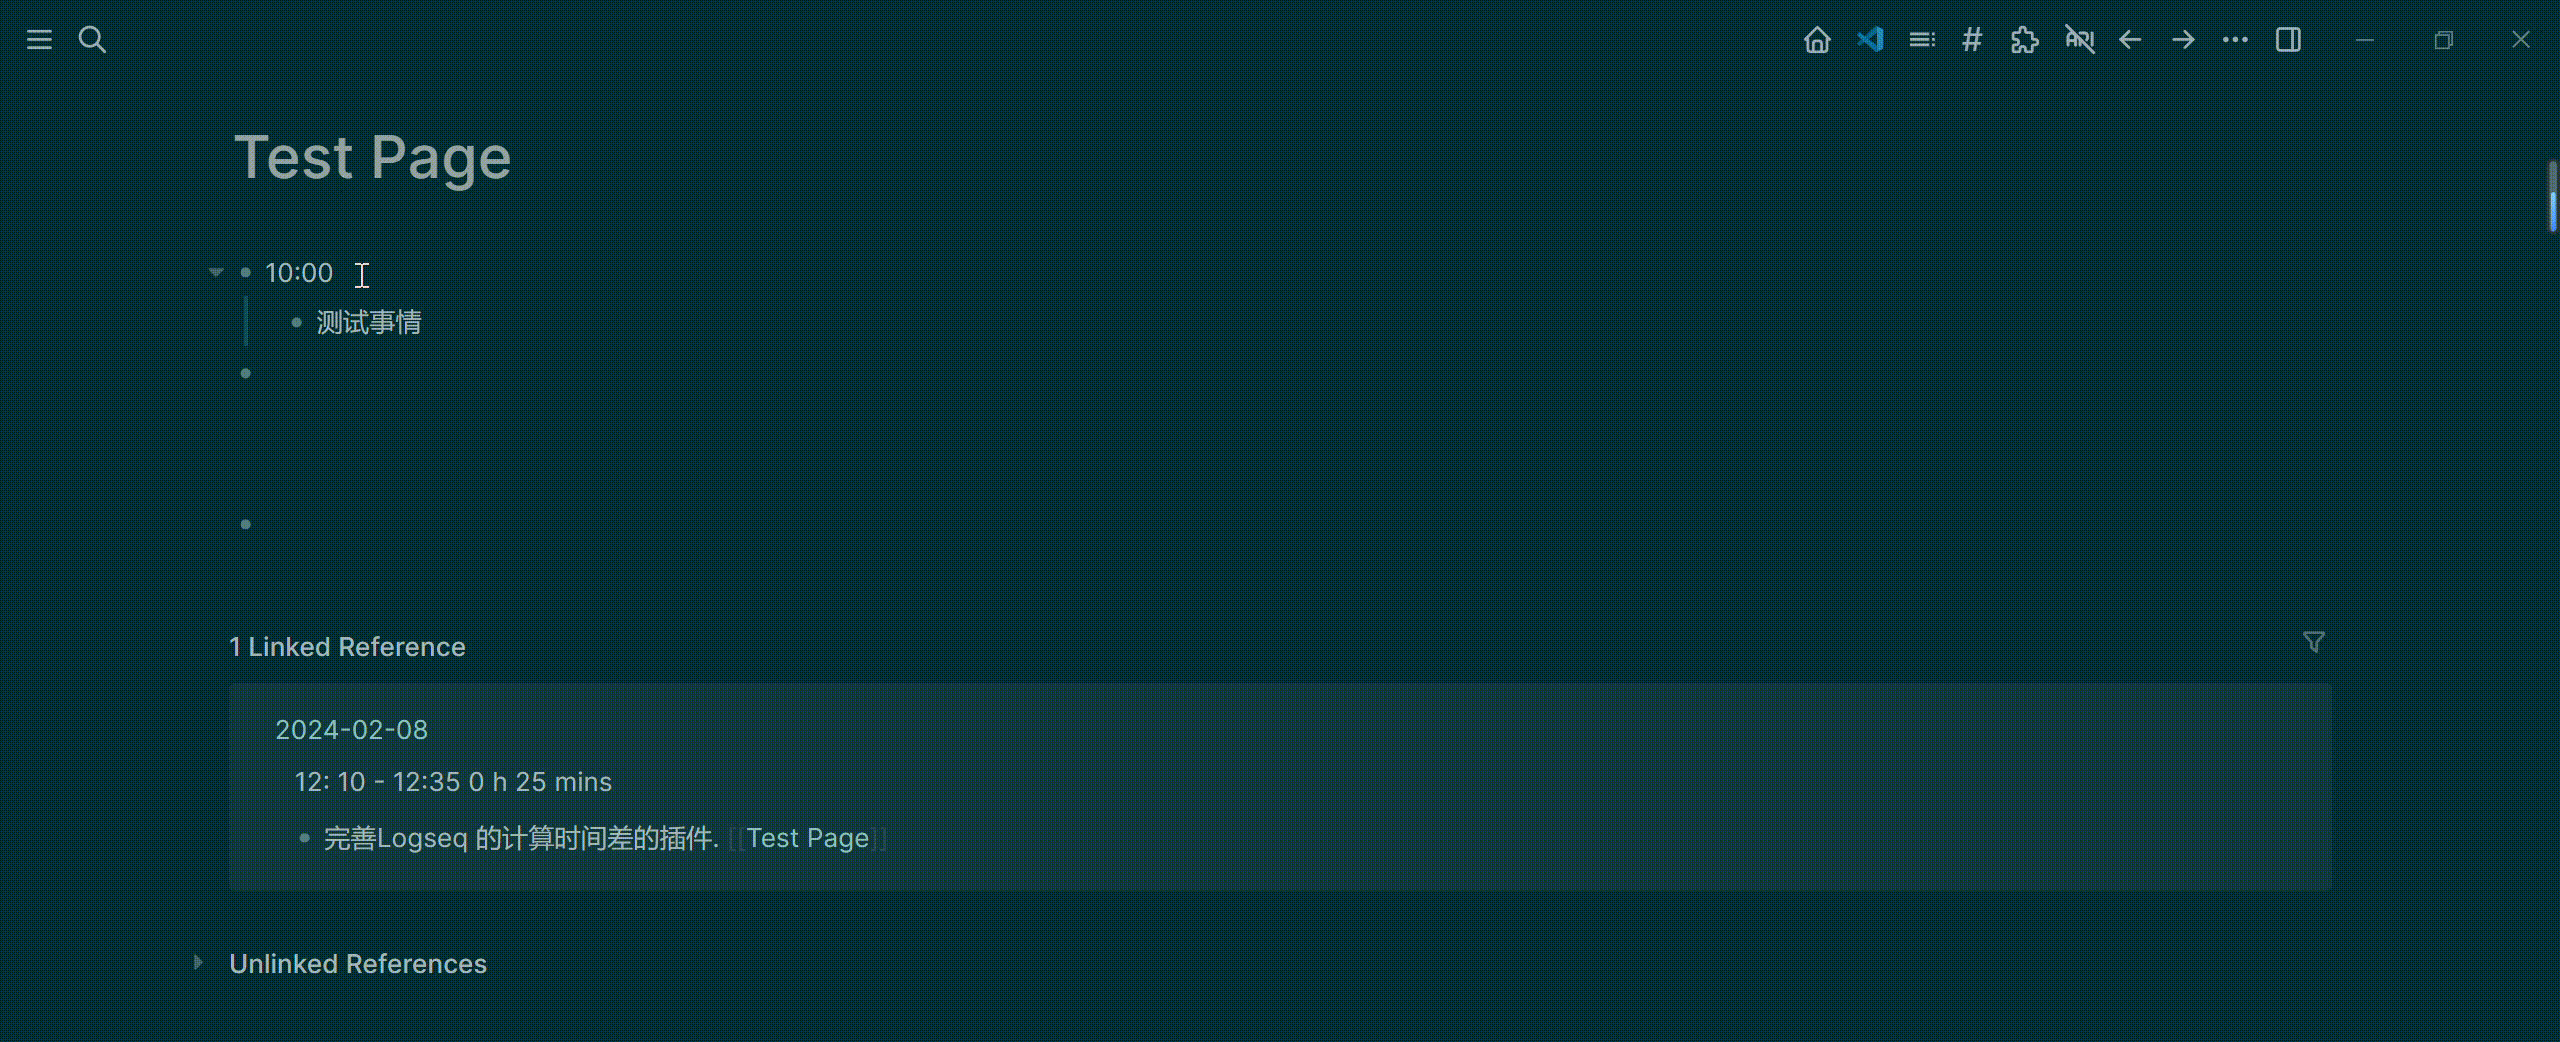 Test Page
10:00
测试事情
1 Linked Reference
2024-02-08
12: 10 - 12:35 0 h 25 mins
完善Logseq 的计算时间差的插件. [[Test Page]]
Unlinked References